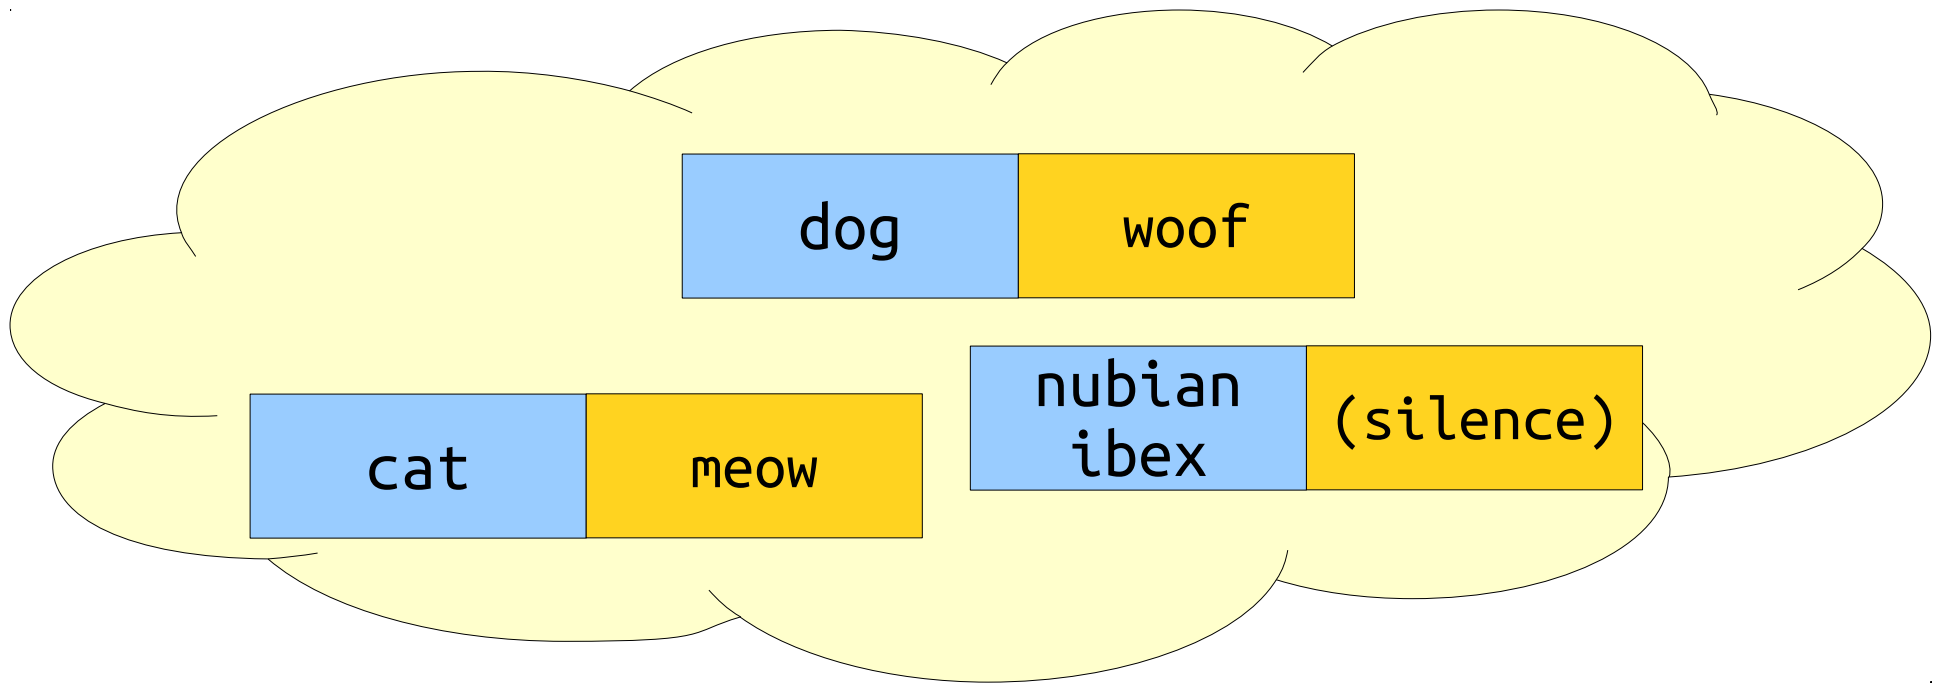 dog woof
nubian
ibex
(silence)
cat meow